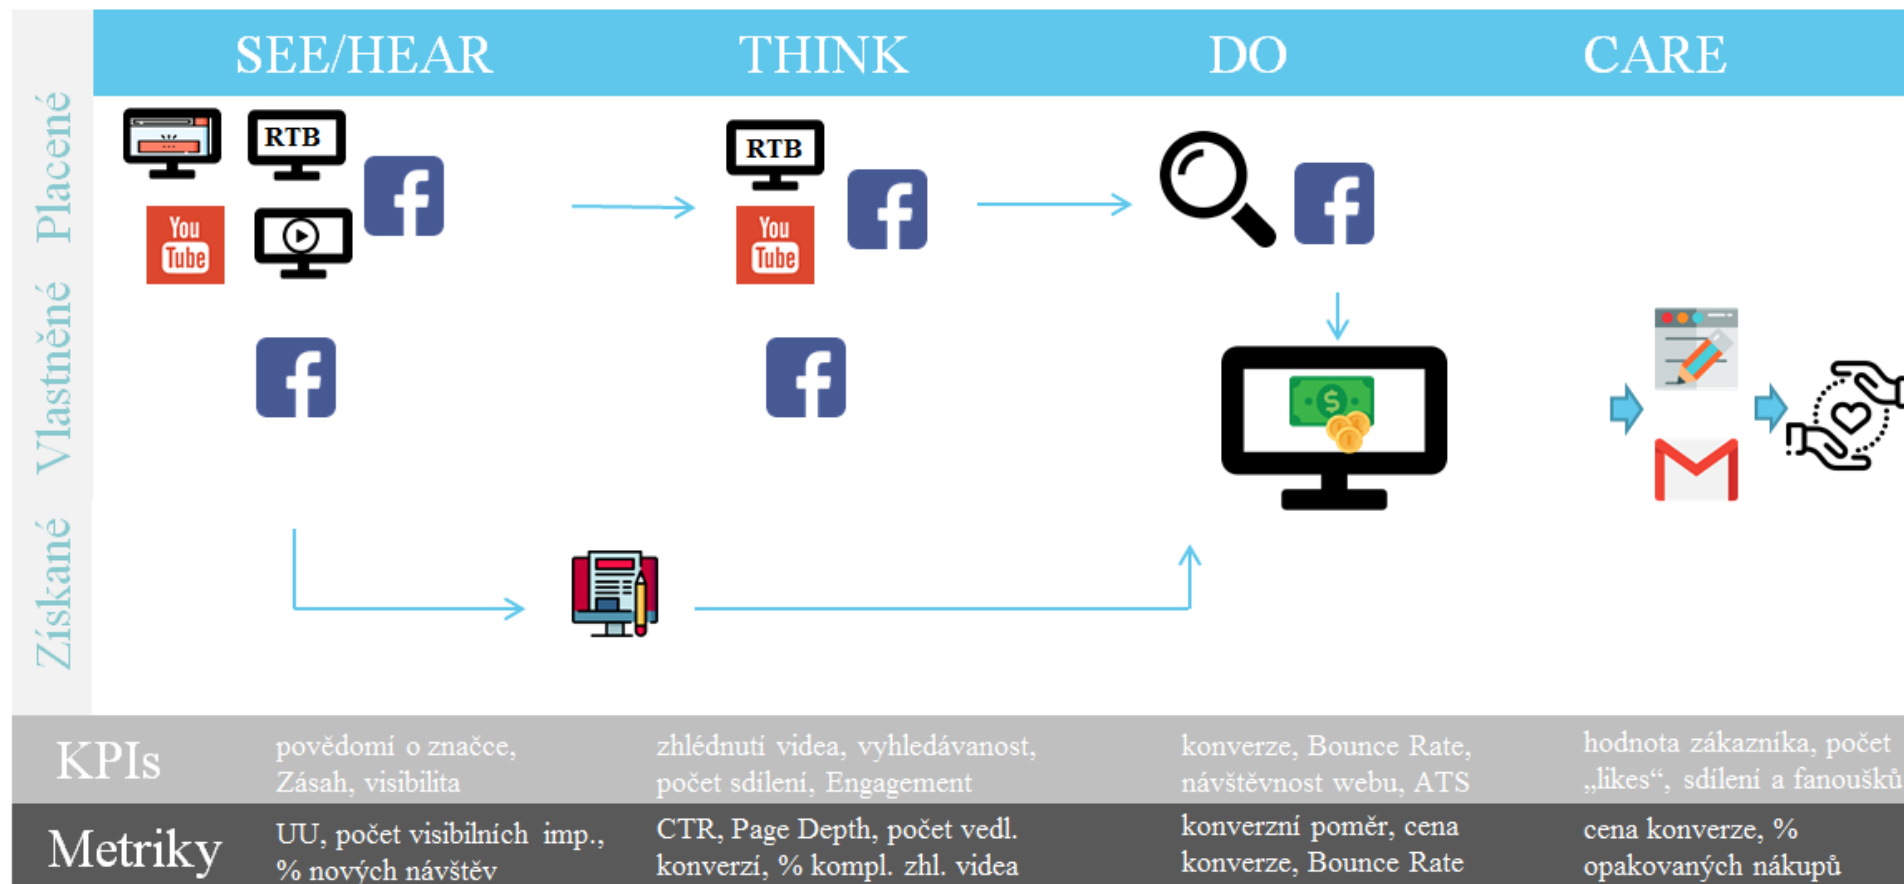 SEE/HEAR
THINK
DO
CARE
Placené
RTB
You
Tube
RTB
You
Tube
Vlastněné
Získané
KPIs
povědomí o značce,
Zásah, visibilita
zhlédnutí videa, vyhledávanost,
počet sdílení, Engagement
konverze, Bounce Rate,
návštěvnost webu, ATS
hodnota zákazníka, počet
„likes“, sdílení a fanoušků
Metriky
UU, počet visibilních imp.,
% nových návštěv
CTR, Page Depth, počet vedl.
konverzí, % kompl. zhl. videa
konverzní poměr, cena
konverze, Bounce Rate
cena konverze, %
opakovaných nákupů